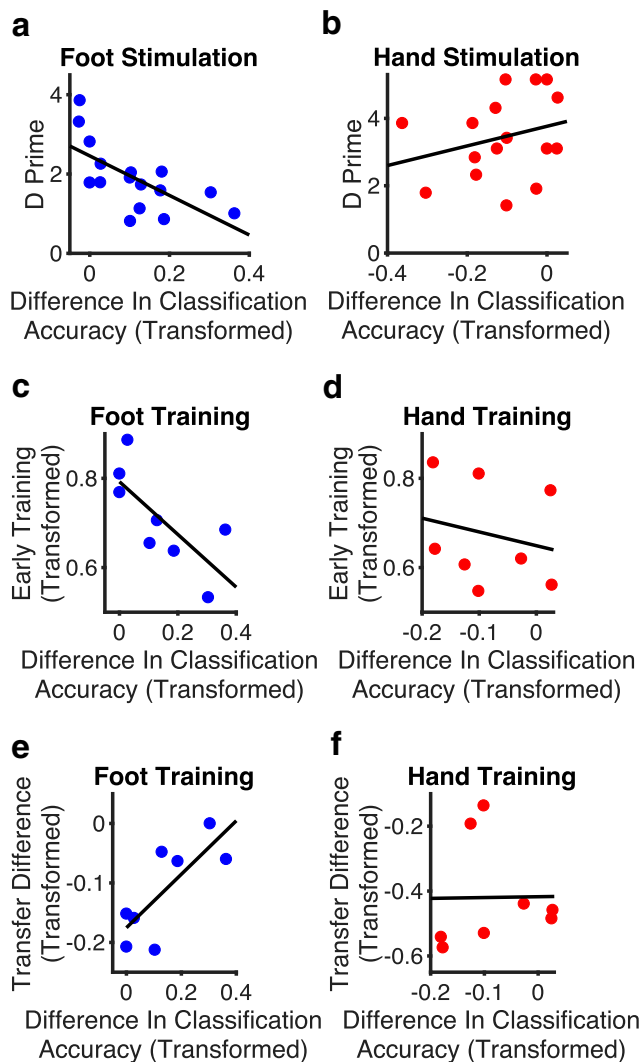 a
Foot Stimulation
D Prime
4
2
0
0
0.2
0.4
Difference In Classification
Accuracy (Transformed)
b
Hand Stimulation
D Prime
4
2
0
-0.4
-0.2
0
Difference In Classification
Accuracy (Transformed)
c
Foot Training
Early Training
(Transformed)
0.8
0.6
0
0.2
0.4
Difference In Classification
Accuracy (Transformed)
d
Hand Training
Early Training
(Transformed)
0.8
0.6
-0.2
-0.1
0
Difference In Classification
Accuracy (Transformed)
e
Foot Training
Transfer Difference
(Transformed)
0
-0.1
-0.2
0
0.2
0.4
Difference In Classification
Accuracy (Transformed)
f
Hand Training
Transfer Difference
(Transformed)
-0.2
-0.4
-0.6
-0.2
-0.1
0
Difference In Classification
Accuracy (Transformed)